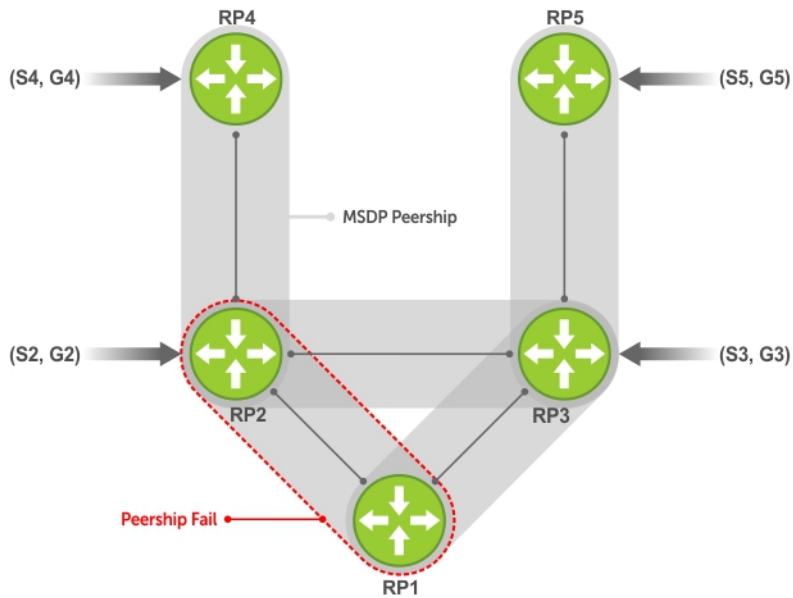 RP4
RP5
(S4, G4)
(S5, G5)
MSDP Peership
(S2, G2)
(S3, G3)
RP2
RP3
Peership Fail
RP1